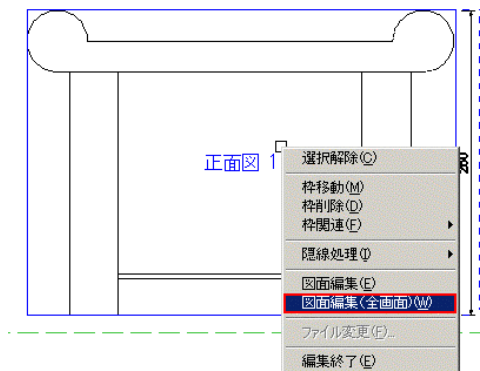 正面図 1
選択解除(C)
枠移動(M)
枠削除(D)
枠関連(F)
隠線処理(I)
図面編集(E)
図面編集(全画面)(W)
ファイル変更(F)...
編集終了(E)